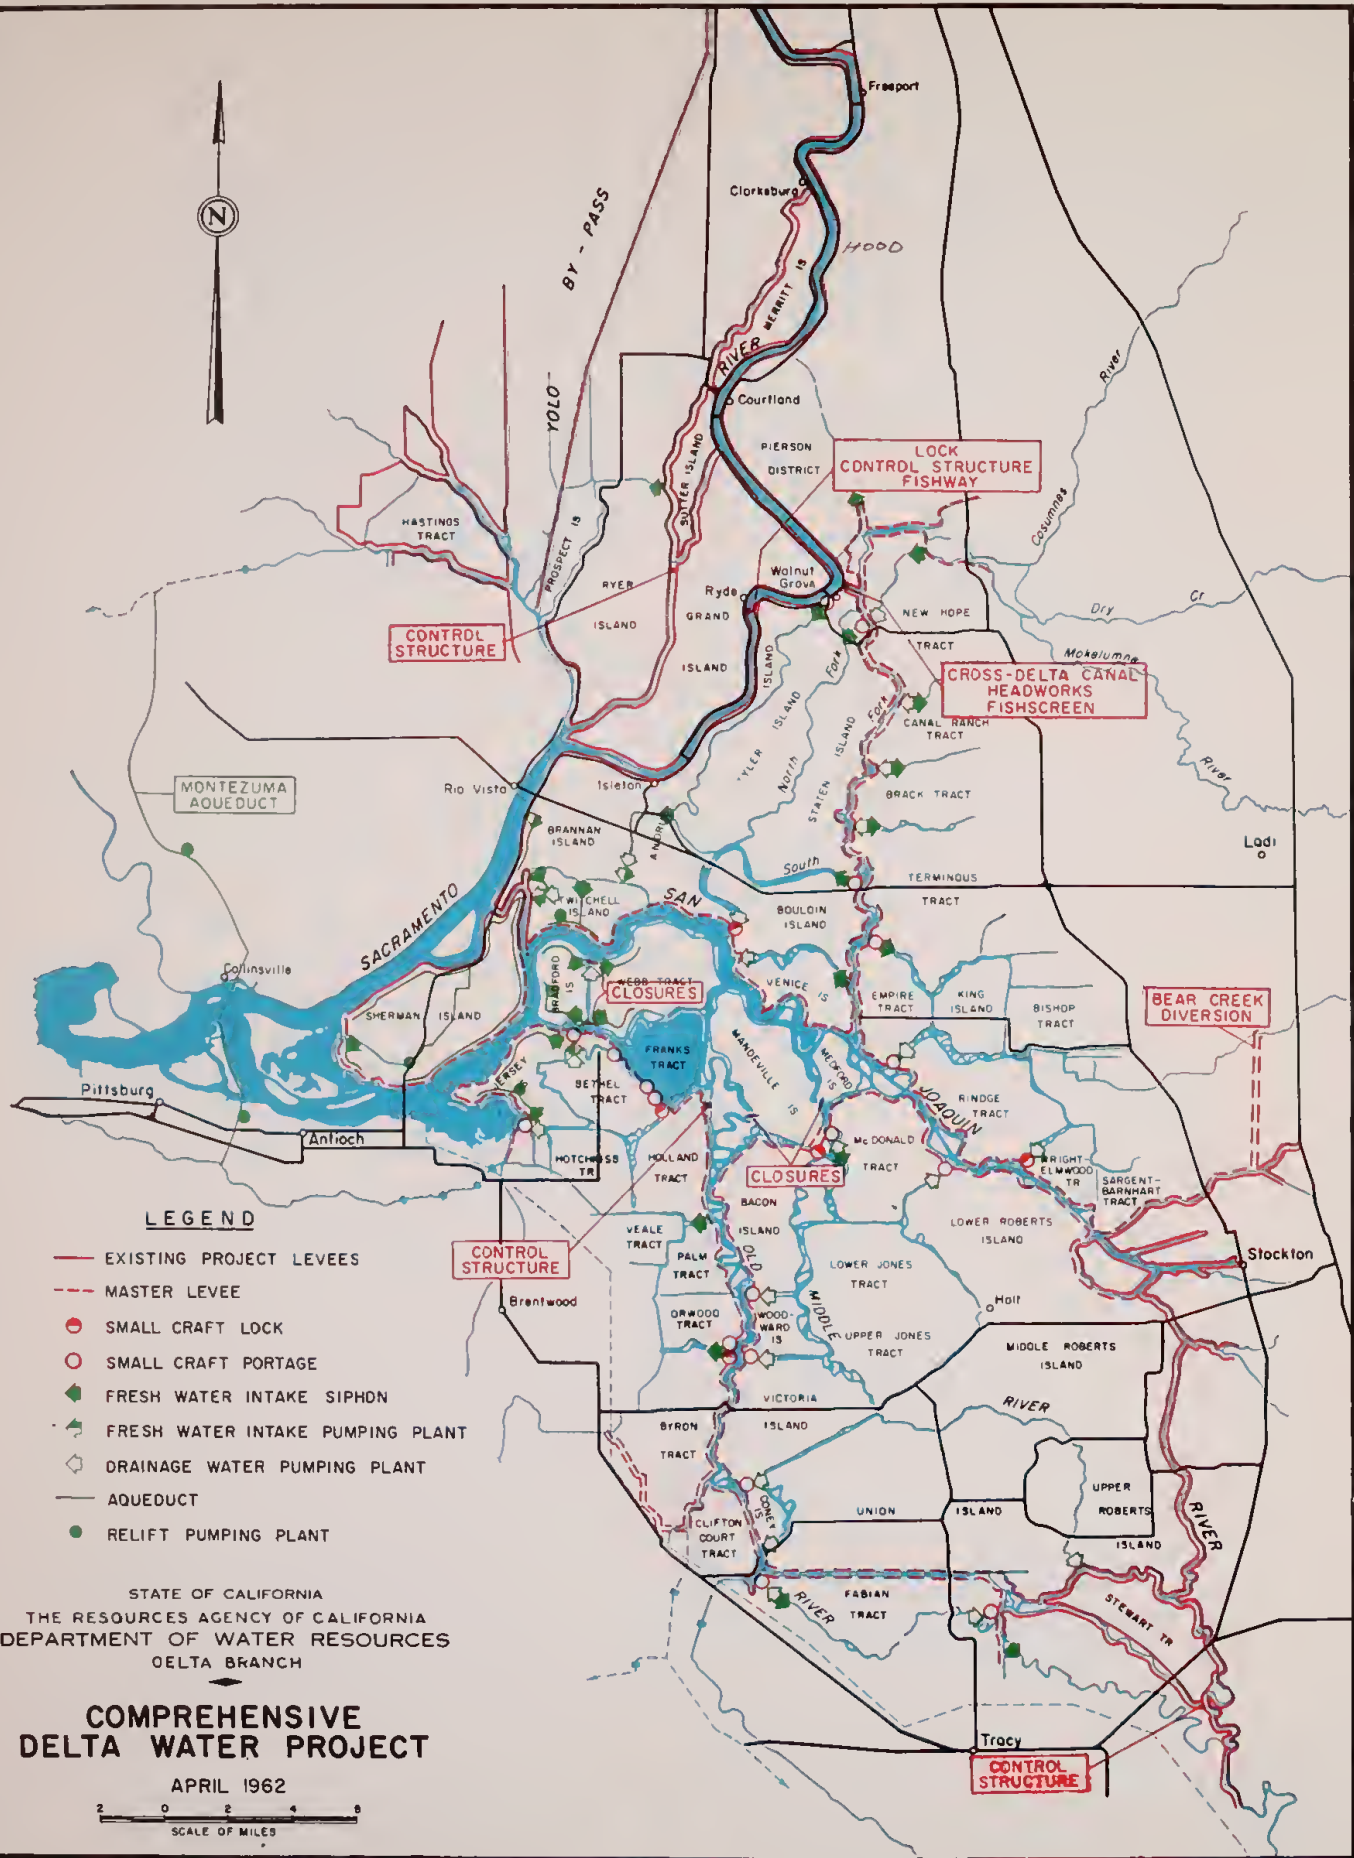 Freeport
Clarksburg
HOOD
BY - PASS
YOLO
N
MERRITT IS
RIVER
Courtland
PIERSON
DISTRICT
LOCK
CONTROL STRUCTURE
FISHWAY
SUTTER ISLAND
HASTINGS
TRACT
PROSPECT IS
RYER
ISLAND
Ryde
Walnut
Grova
GRAND
ISLAND
ISLAND
NEW HOPE
TRACT
River
Cosumnes
Dry
Cr
Mokelumne
River
CONTROL
STRUCTURE
CROSS-DELTA CANAL
HEADWORKS
FISHSCREEN
CANAL RANCH
TRACT
TYLER ISLAND
North
Fork
STATEN ISLAND
Fork
South
BRACK TRACT
MONTEZUMA
AQUEDUCT
Rio Vista
Isleton
BRANNAN
ISLAND
Lodi
TERMINOUS
TRACT
SACRAMENTO
TWITCHELL
ISLAND
SAN
BOULDIN
ISLAND
Collinsville
SHERMAN ISLAND
BRADFORD
IS
WEBB TRACT
CLOSURES
VENICE IS
EMPIRE
TRACT
KING
ISLAND
BISHOP
TRACT
BEAR CREEK
DIVERSION
FRANKS
TRACT
MANDEVILLE IS
MEDFORD
IS
JERSEY
BETHEL
TRACT
JOAQUIN
RINDGE
TRACT
Pittsburg
Antioch
HOTCHKISS
TR
HOLLAND
TRACT
McDONALD
TRACT
CLOSURES
WRIGHT-
ELMWOOD
TR
SARGENT-
BARNHART
TRACT
BACON
ISLAND
LOWER ROBERTS
ISLAND
VEALE
TRACT
PALM
TRACT
OLD
CONTROL
STRUCTURE
LOWER JONES
TRACT
Stockton
Brentwood
ORWOOD
TRACT
WOOD-
WARD
IS
MIDDLE
UPPER JONES
TRACT
Holt
MIDDLE ROBERTS
ISLAND
VICTORIA
ISLAND
RIVER
BYRON
TRACT
CONEY
IS
UNION
ISLAND
UPPER
ROBERTS
ISLAND
RIVER
CLIFTON
COURT
TRACT
RIVER
FABIAN
TRACT
STEWART TR
Tracy
CONTROL
STRUCTURE
LEGEND
EXISTING PROJECT LEVEES
MASTER LEVEE
SMALL CRAFT LOCK
SMALL CRAFT PORTAGE
FRESH WATER INTAKE SIPHON
FRESH WATER INTAKE PUMPING PLANT
DRAINAGE WATER PUMPING PLANT
AQUEDUCT
RELIFT PUMPING PLANT
STATE OF CALIFORNIA
THE RESOURCES AGENCY OF CALIFORNIA
DEPARTMENT OF WATER RESOURCES
DELTA BRANCH
COMPREHENSIVE
DELTA WATER PROJECT
APRIL 1962
2 0 2 4 6
SCALE OF MILES